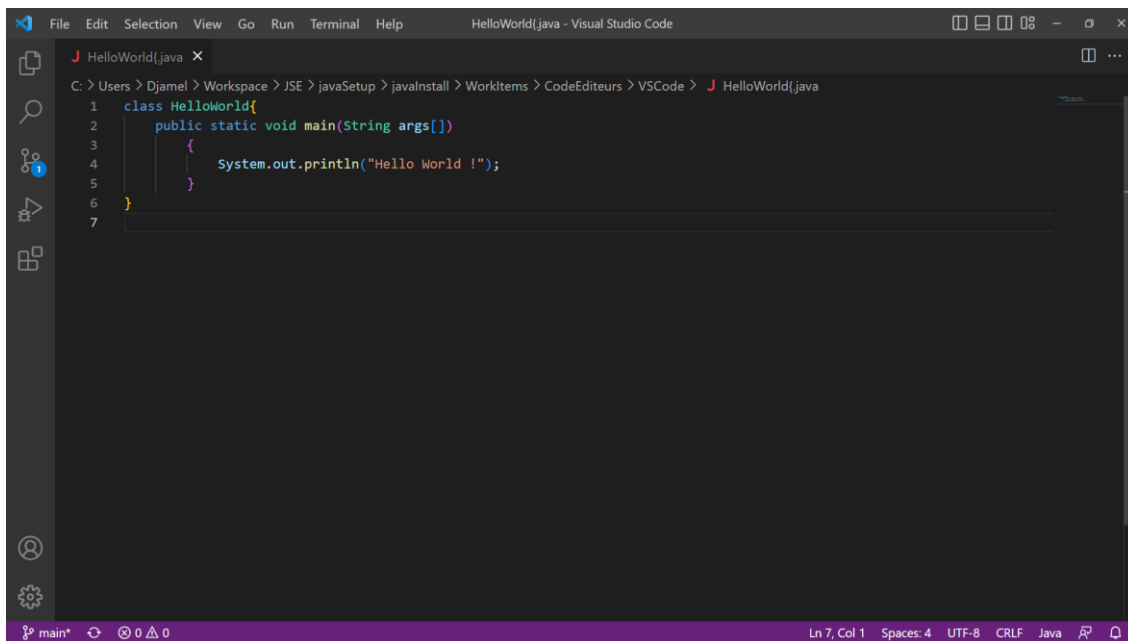 File Edit Selection View Go Run Terminal Help HelloWorld{.java - Visual Studio Code
J HelloWorld{.java
C: > Users > Djamel > Workspace > JSE > javaSetup > javaInstall > WorkItems > CodeEditeurs > VSCode > J HelloWorld{.java
1 class HelloWorld{
2 public static void main(String args[])
3 {
4 System.out.println("Hello World !");
5 }
6 }
7
1
main* 0 0 Ln 7, Col 1 Spaces: 4 UTF-8 CRLF Java